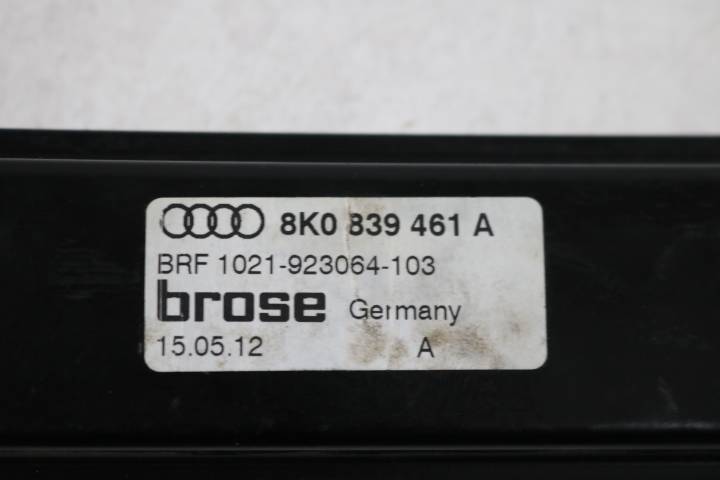 8K0 839 461 A
BRF 1021-923064-103
brose Germany
15.05.12 A